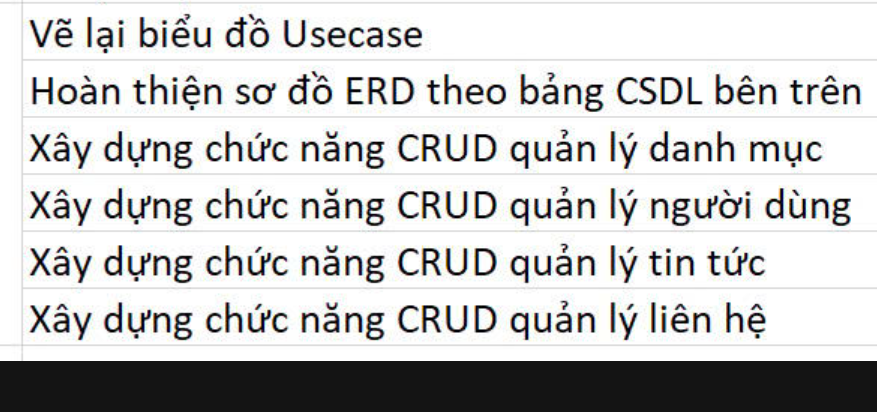 Vẽ lại biểu đồ Usecase
Hoàn thiện sơ đồ ERD theo bảng CSDL bên trên
Xây dựng chức năng CRUD quản lý danh mục
Xây dựng chức năng CRUD quản lý người dùng
Xây dựng chức năng CRUD quản lý tin tức
Xây dựng chức năng CRUD quản lý liên hệ